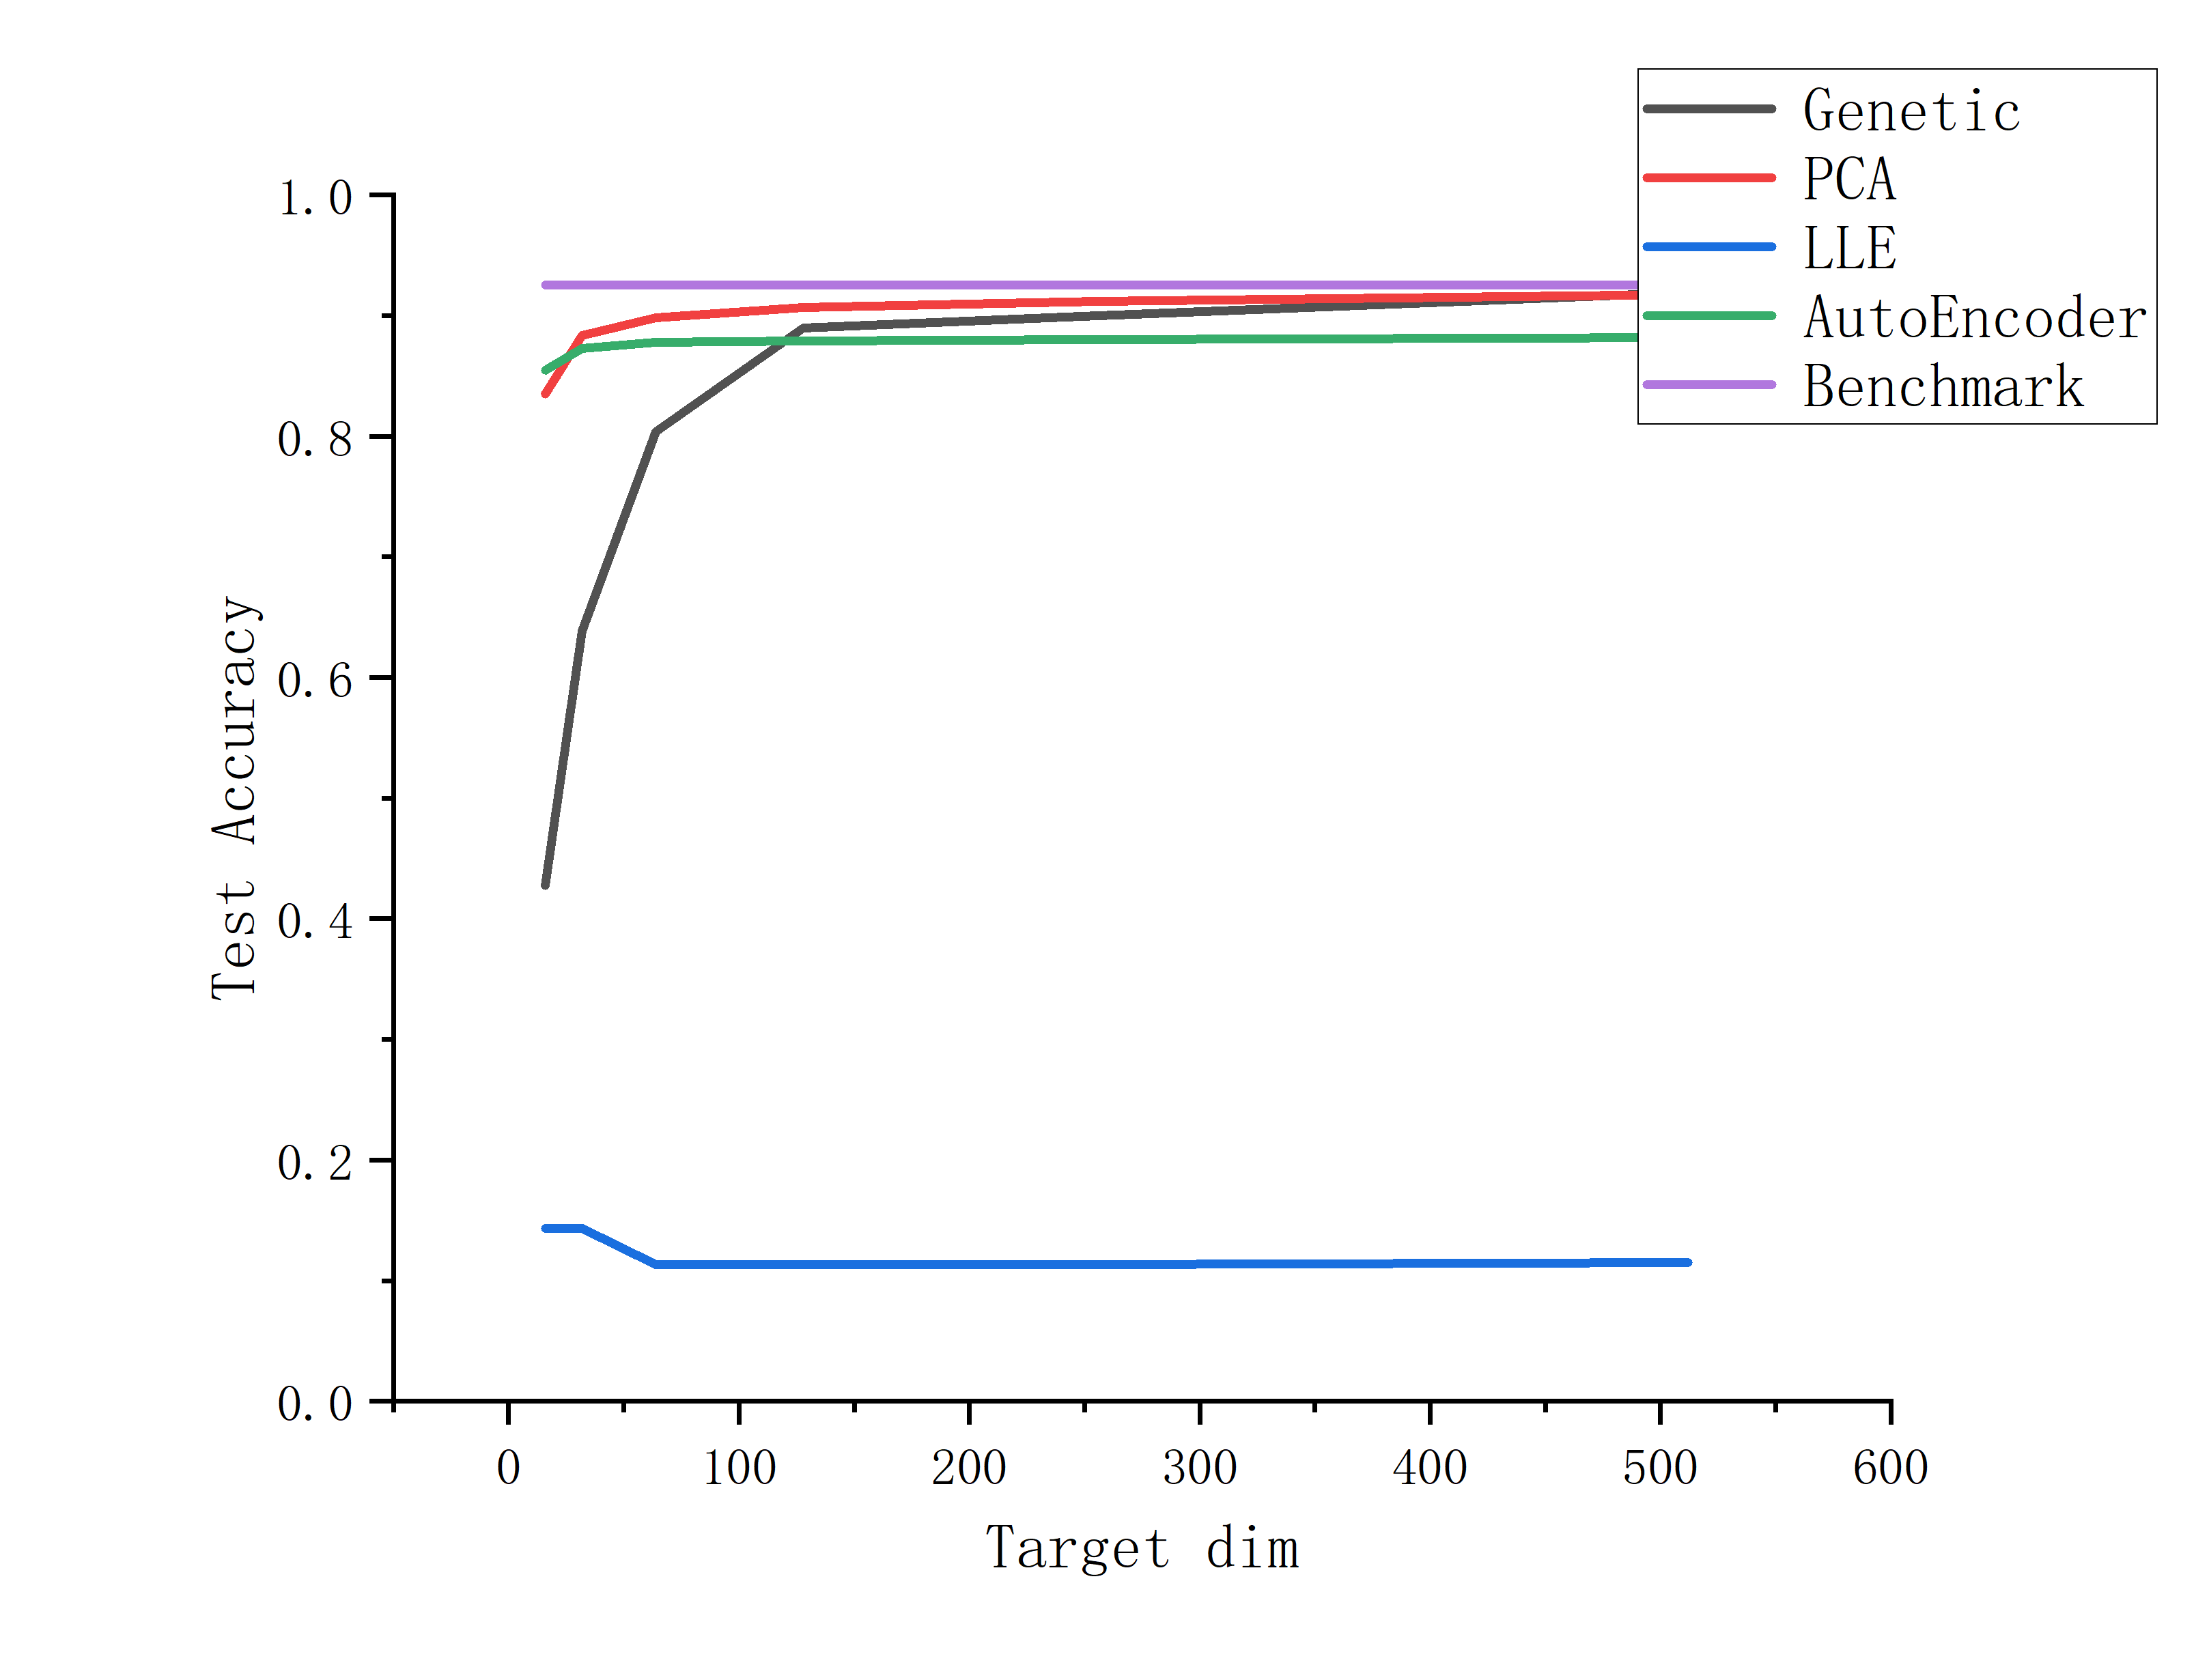 Genetic
PCA
LLE
AutoEncoder
Benchmark
1.0
0.8
0.6
0.4
0.2
0.0
Test Accuracy
0 100 200 300 400 500 600
Target dim